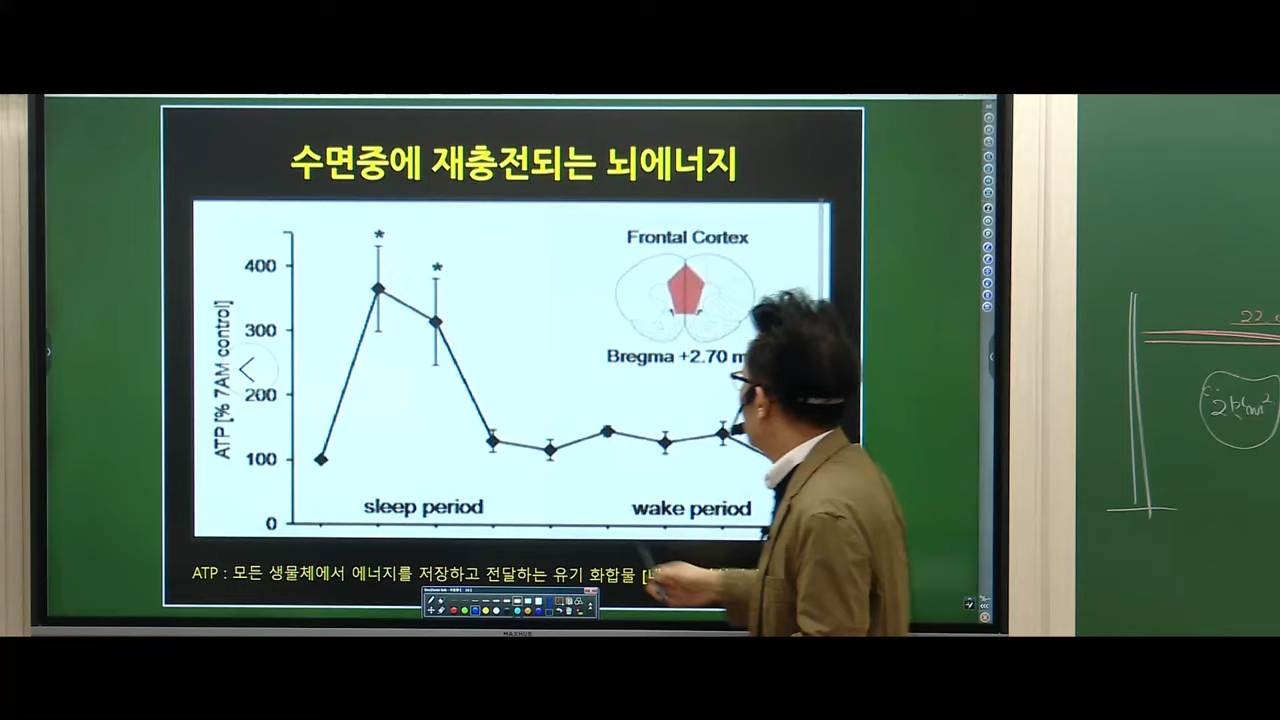 수면중에 재충전되는 뇌에너지
*
*
Frontal Cortex
Bregma +2.70
ATP [% 7AM control]
400
300
200
100
0
sleep period
wake period
ATP : 모든 생물체에서 에너지를 저장하고 전달하는 유기 화합물
MAXHUB
22